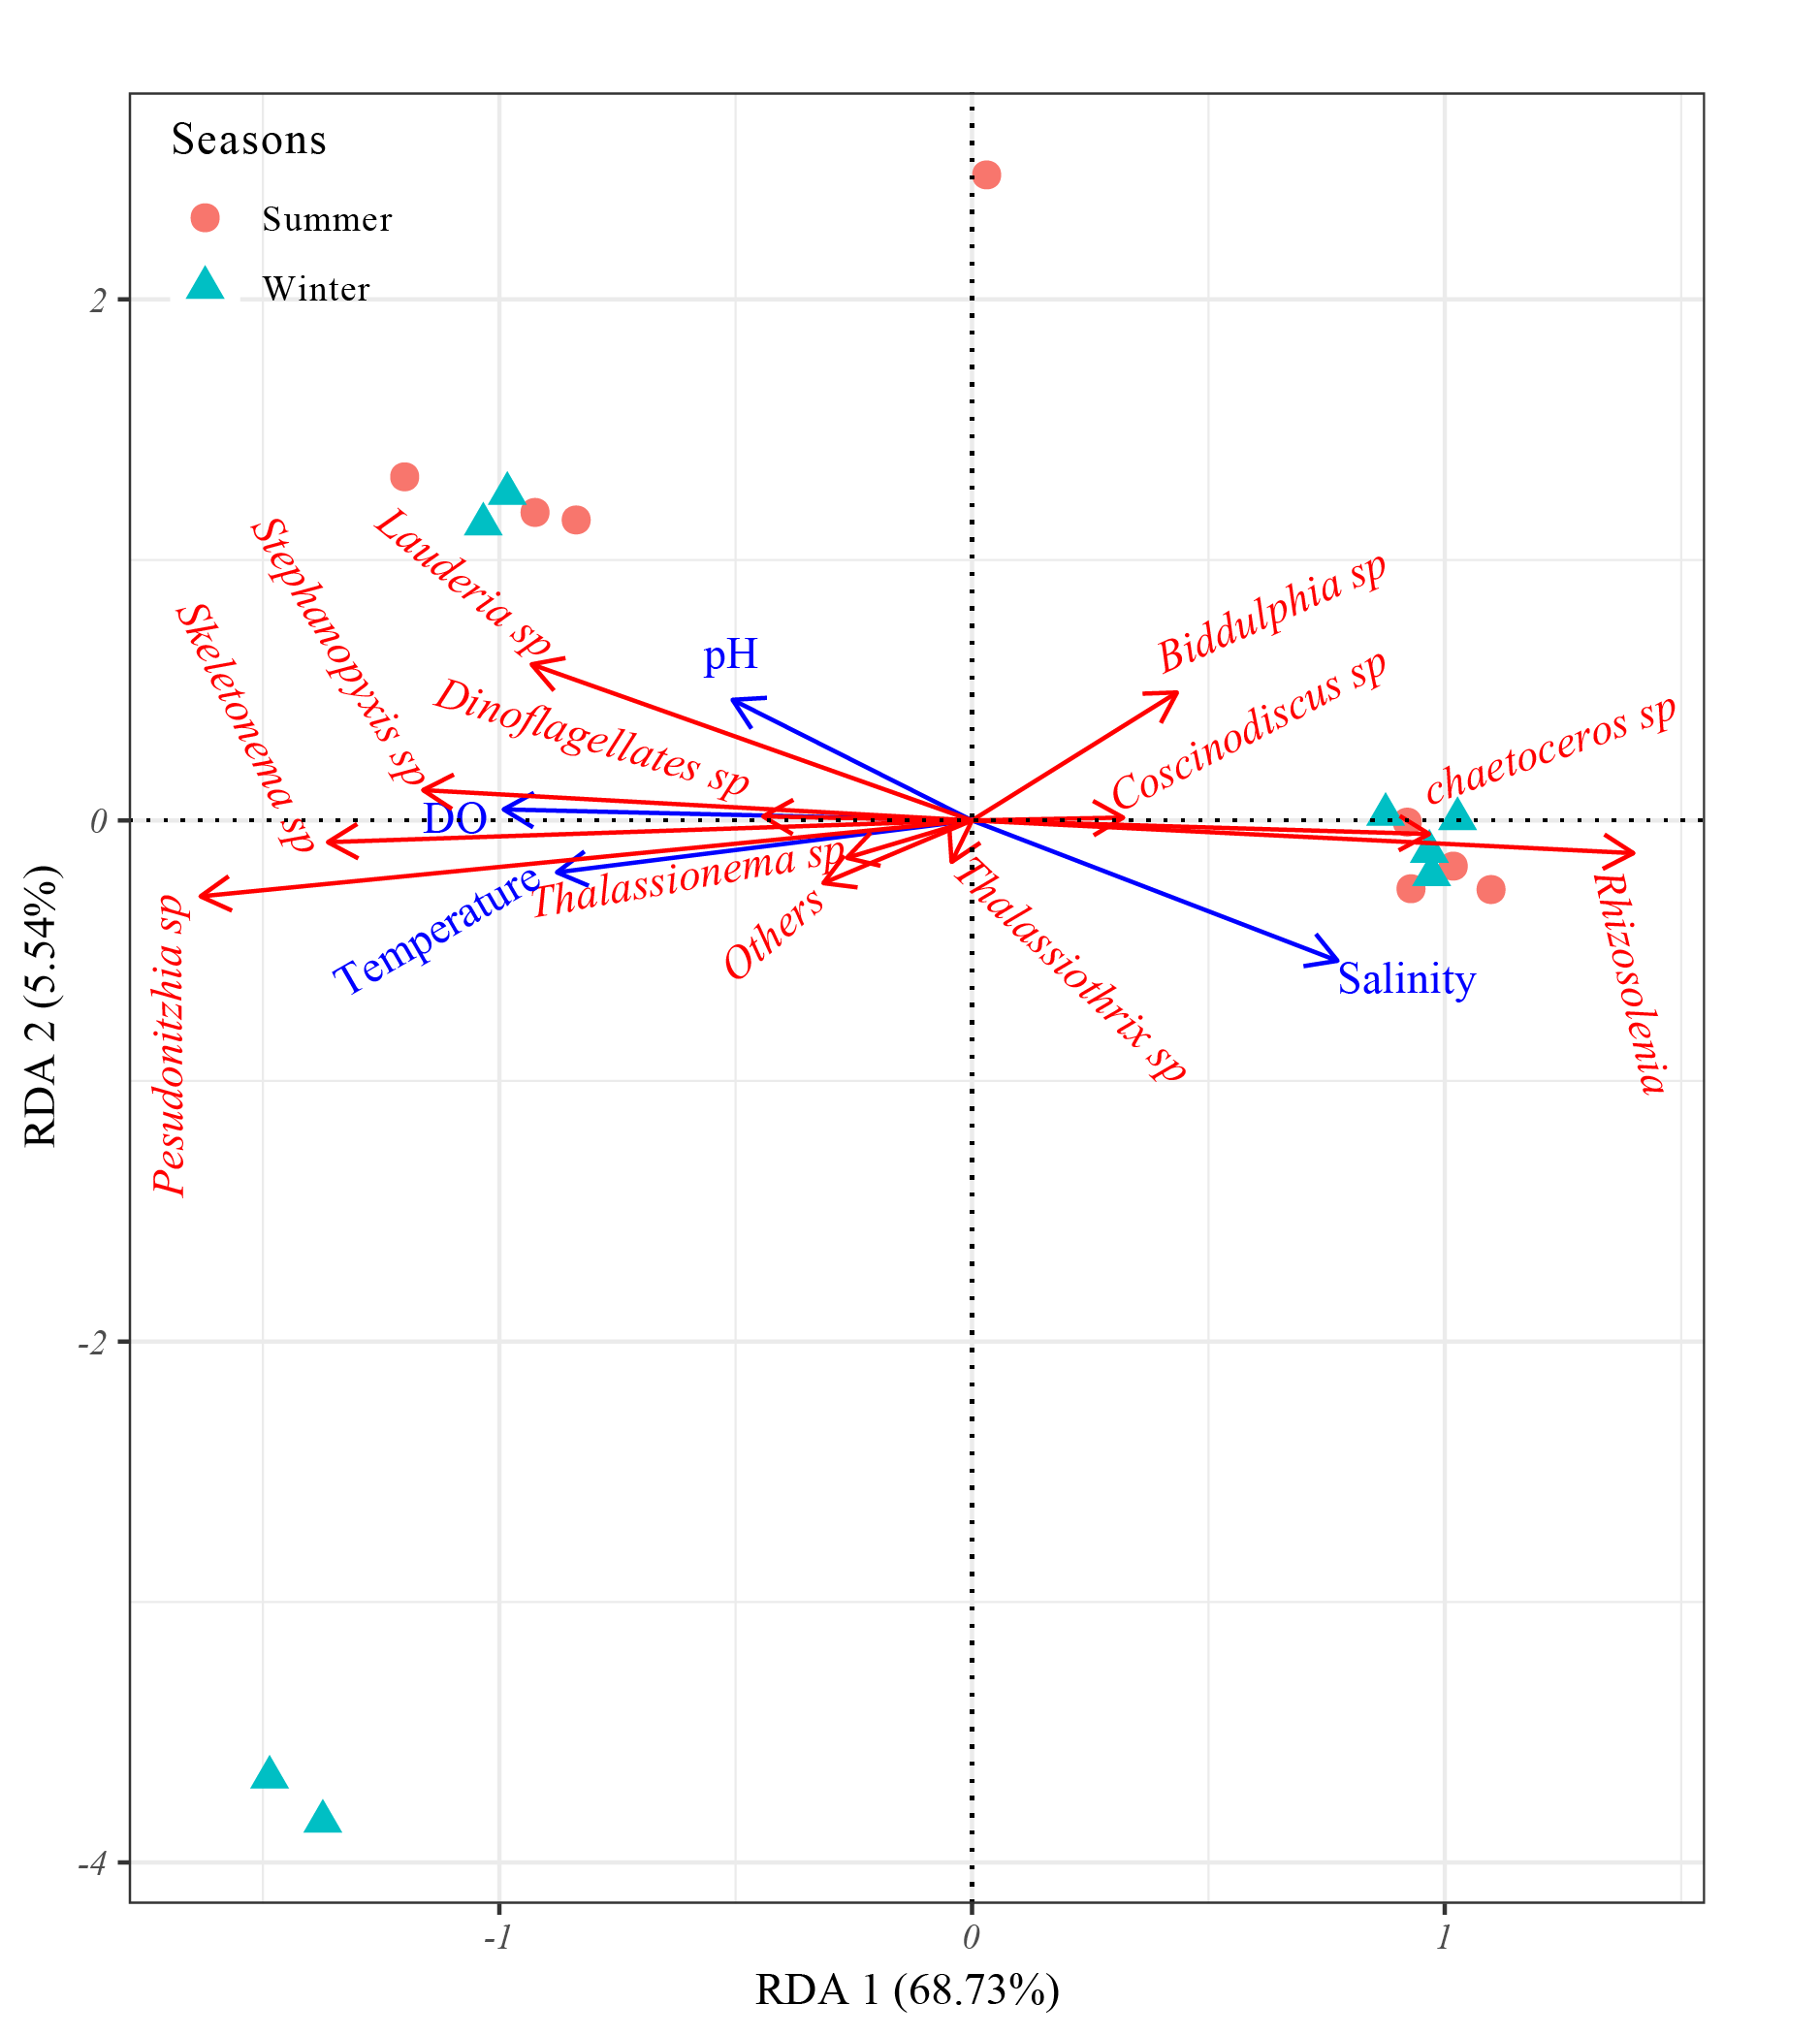 Seasons
Summer
Winter
2
0
-2
-4
RDA 2 (5.54%)
Lauderia sp
Stephanopyxis sp
Skeletonema sp
Dinoflagellates sp
pH
Biddulphia sp
Coscinodiscus sp
chaetoceros sp
DO
Temperature
Thalassionema sp
Others
Thalassiothrix sp
Salinity
Rhizosolenia
Pesudonitzhia sp
-1
0
1
RDA 1 (68.73%)